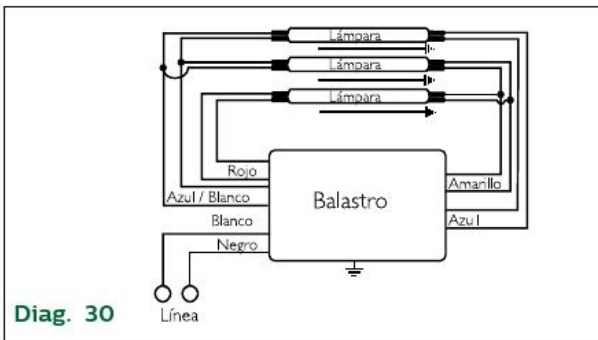 Lámpara
Lámpara
Lámpara
Rojo
Azul / Blanco
Blanco
Negro
Balastro
Amarillo
Azul
Diag. 30
Línea